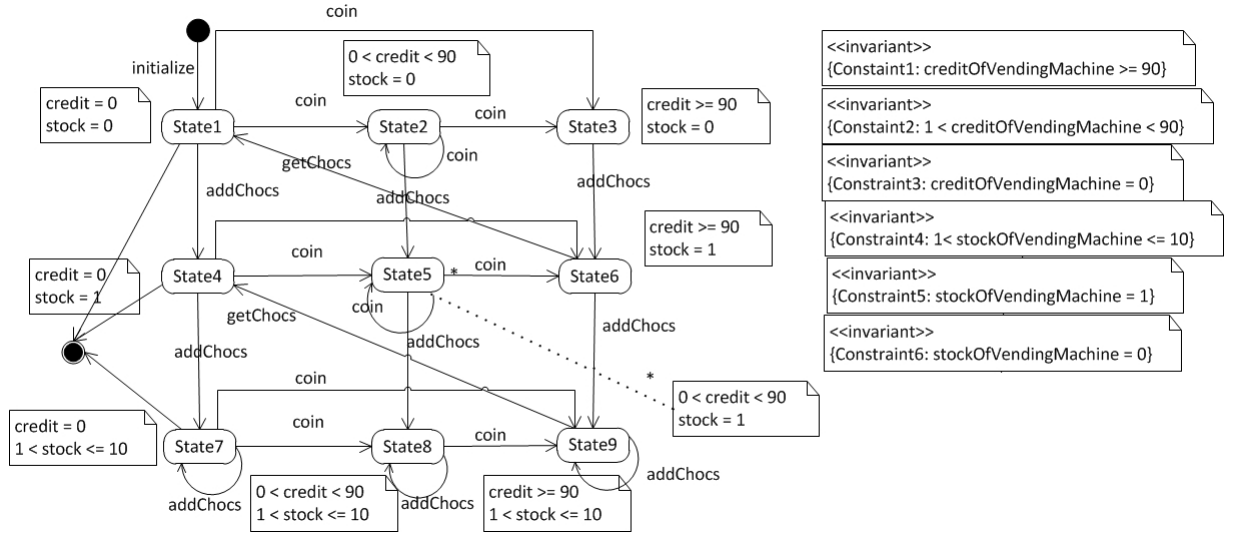 coin
0 < credit < 90
stock = 0
initialize
credit = 0
stock = 0
coin
coin
credit >= 90
stock = 0
State1
State2
State3
coin
getChocs
addChocs
addChocs
addChocs
credit >= 90
stock = 1
credit = 0
stock = 1
coin
coin
State4
State5
*
State6
coin
getChocs
addChocs
addChocs
addChocs
coin
*
0 < credit < 90
stock = 1
credit = 0
1 < stock <= 10
coin
coin
State7
State8
State9
addChocs
addChocs
addChocs
0 < credit < 90
1 < stock <= 10
credit >= 90
1 < stock <= 10
<<invariant>>
{Constaint1: creditOfVendingMachine >= 90}
<<invariant>>
{Constaint2: 1 < creditOfVendingMachine < 90}
<<invariant>>
{Constraint3: creditOfVendingMachine = 0}
<<invariant>>
{Constraint4: 1< stockOfVendingMachine <= 10}
<<invariant>>
{Constraint5: stockOfVendingMachine = 1}
<<invariant>>
{Constraint6: stockOfVendingMachine = 0}